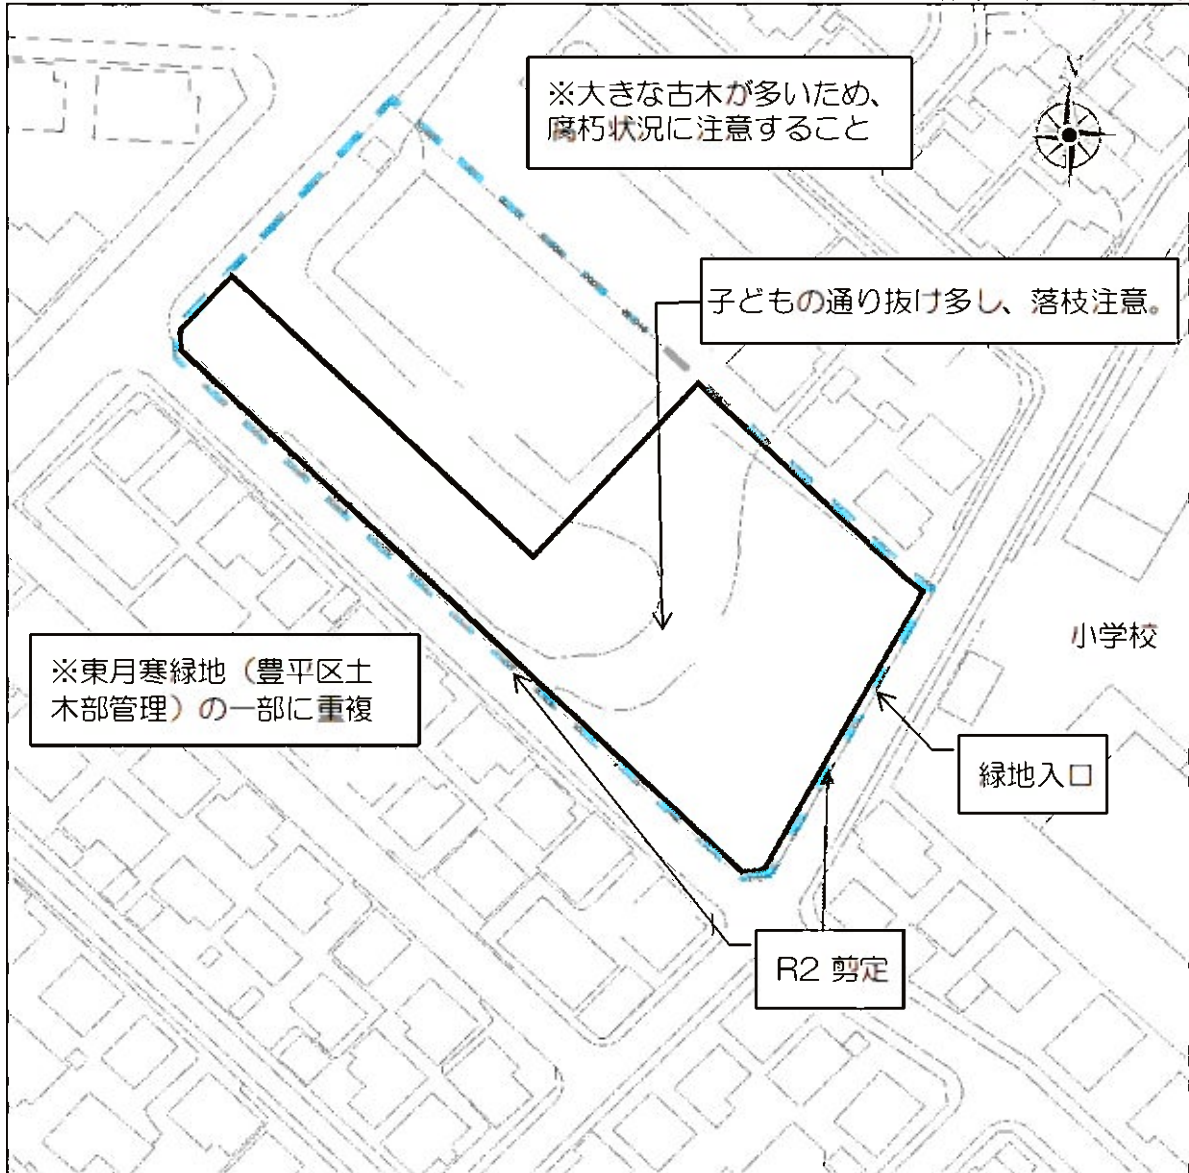 N
※大きな古木が多いため、
腐朽状況に注意すること
子どもの通り抜け多し、落枝注意。
小学校
※東月寒緑地（豊平区土
木部管理）の一部に重複
緑地入口
R2 剪定